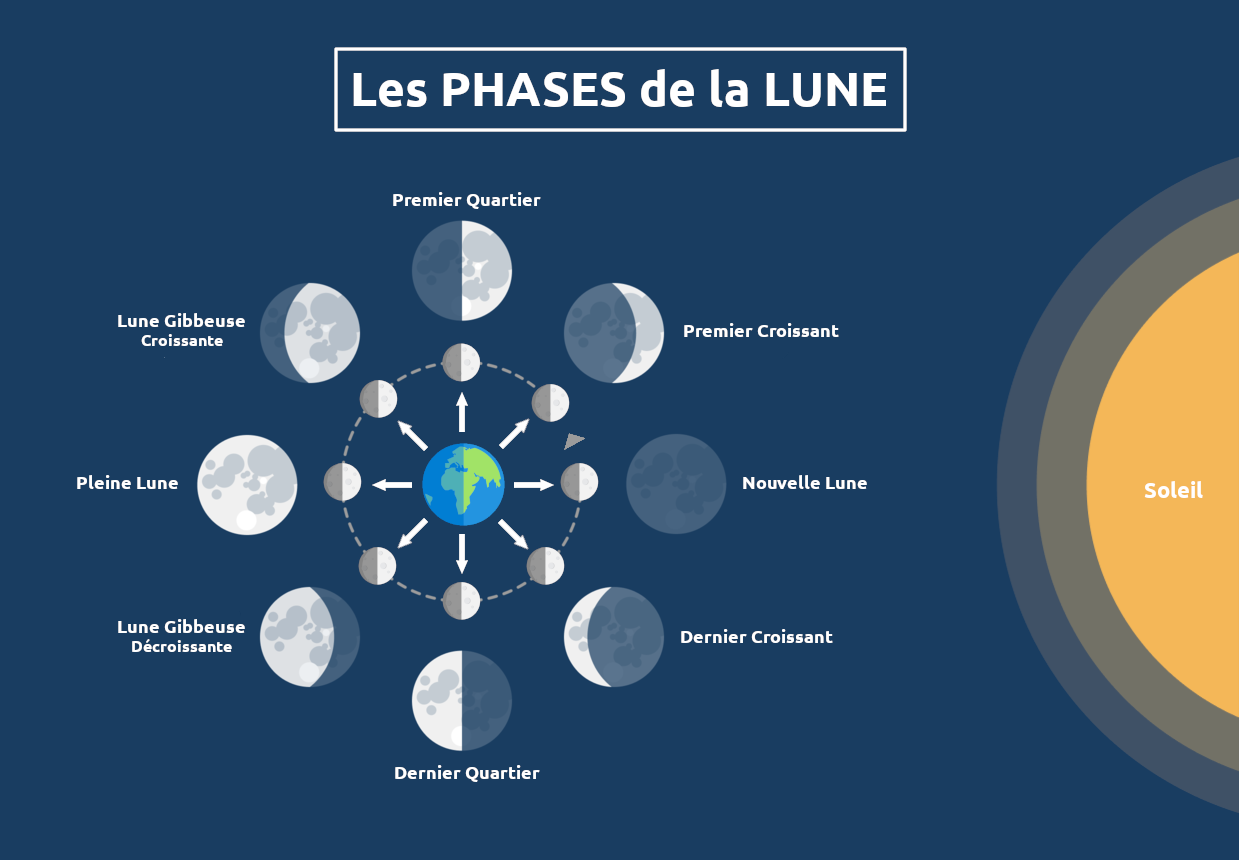 Les PHASES de la LUNE
Premier Quartier
Lune Gibbeuse
Croissante
Premier Croissant
Pleine Lune
Nouvelle Lune
Soleil
Lune Gibbeuse
Décroissante
Dernier Croissant
Dernier Quartier